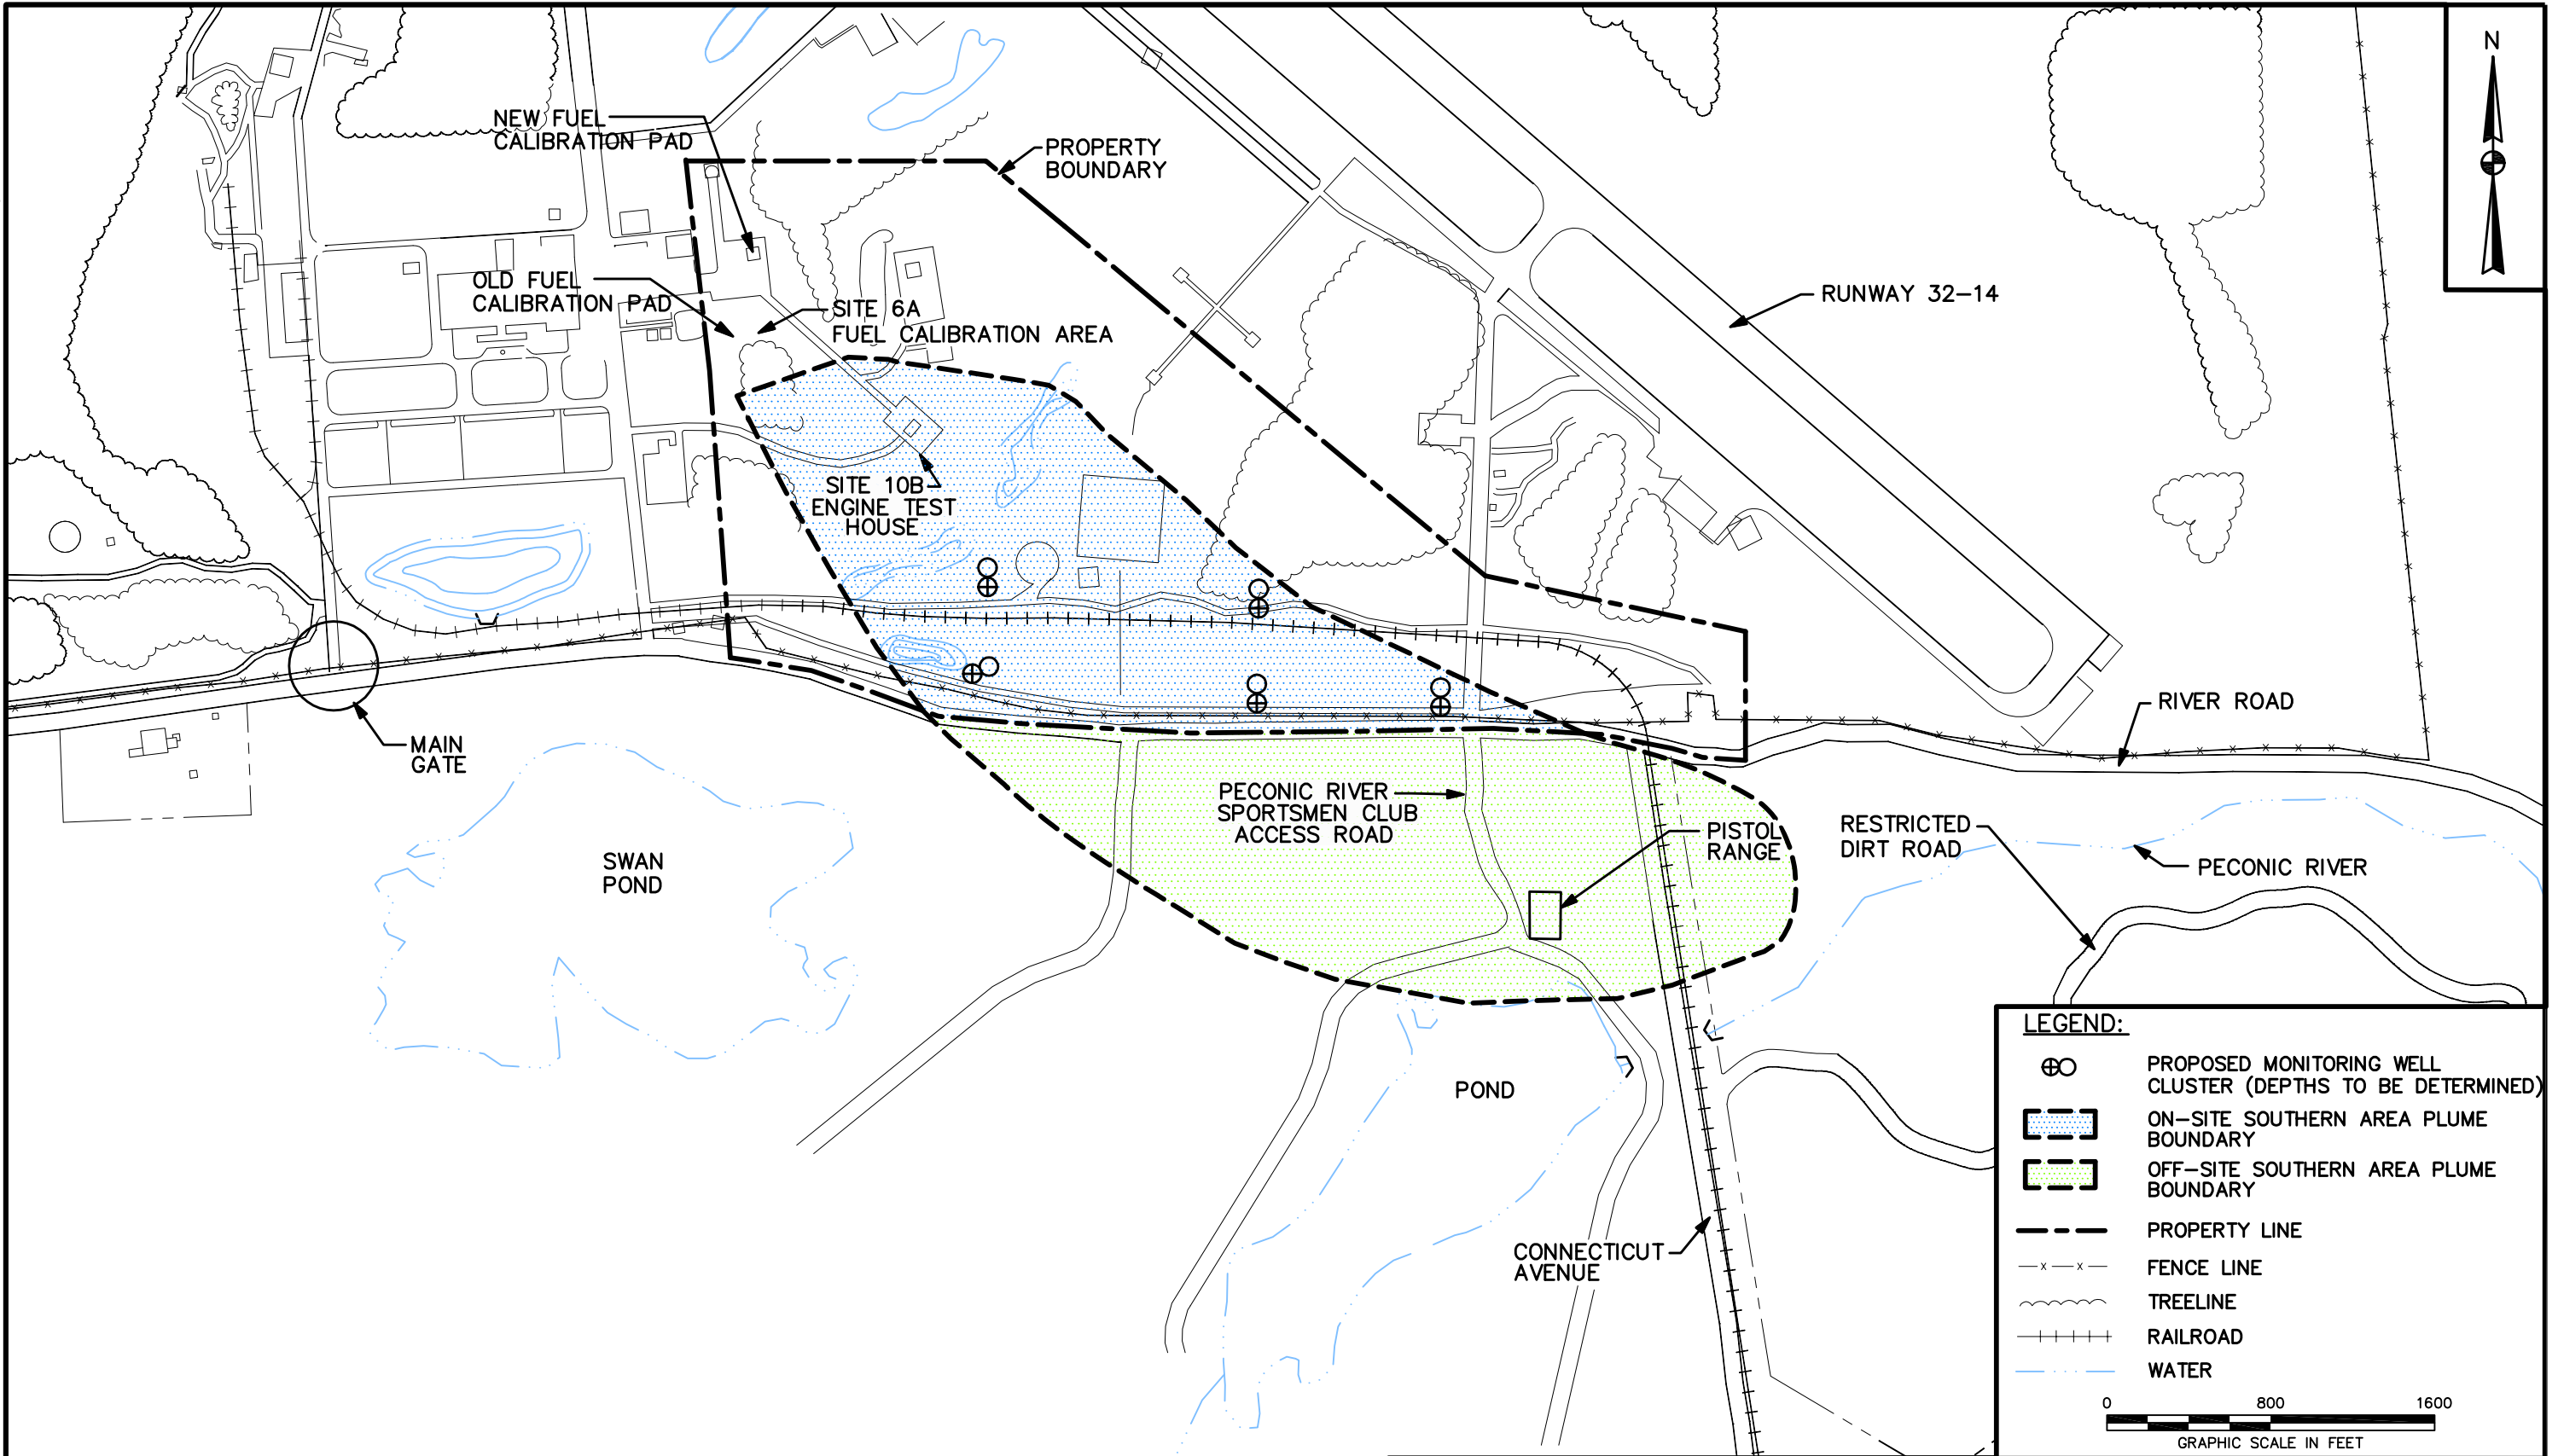 N
NEW FUEL
CALIBRATION PAD
PROPERTY
BOUNDARY
OLD FUEL
CALIBRATION PAD
SITE 6A
FUEL CALIBRATION AREA
RUNWAY 32-14
SITE 10B
ENGINE TEST
HOUSE
MAIN
GATE
RIVER ROAD
SWAN
POND
PECONIC RIVER
SPORTSMEN CLUB
ACCESS ROAD
PISTOL
RANGE
RESTRICTED
DIRT ROAD
PECONIC RIVER
POND
CONNECTICUT
AVENUE
LEGEND:
PROPOSED MONITORING WELL
CLUSTER (DEPTHS TO BE DETERMINED)
ON-SITE SOUTHERN AREA PLUME
BOUNDARY
OFF-SITE SOUTHERN AREA PLUME
BOUNDARY
PROPERTY LINE
FENCE LINE
TREELINE
RAILROAD
WATER
0 800 1600
GRAPHIC SCALE IN FEET